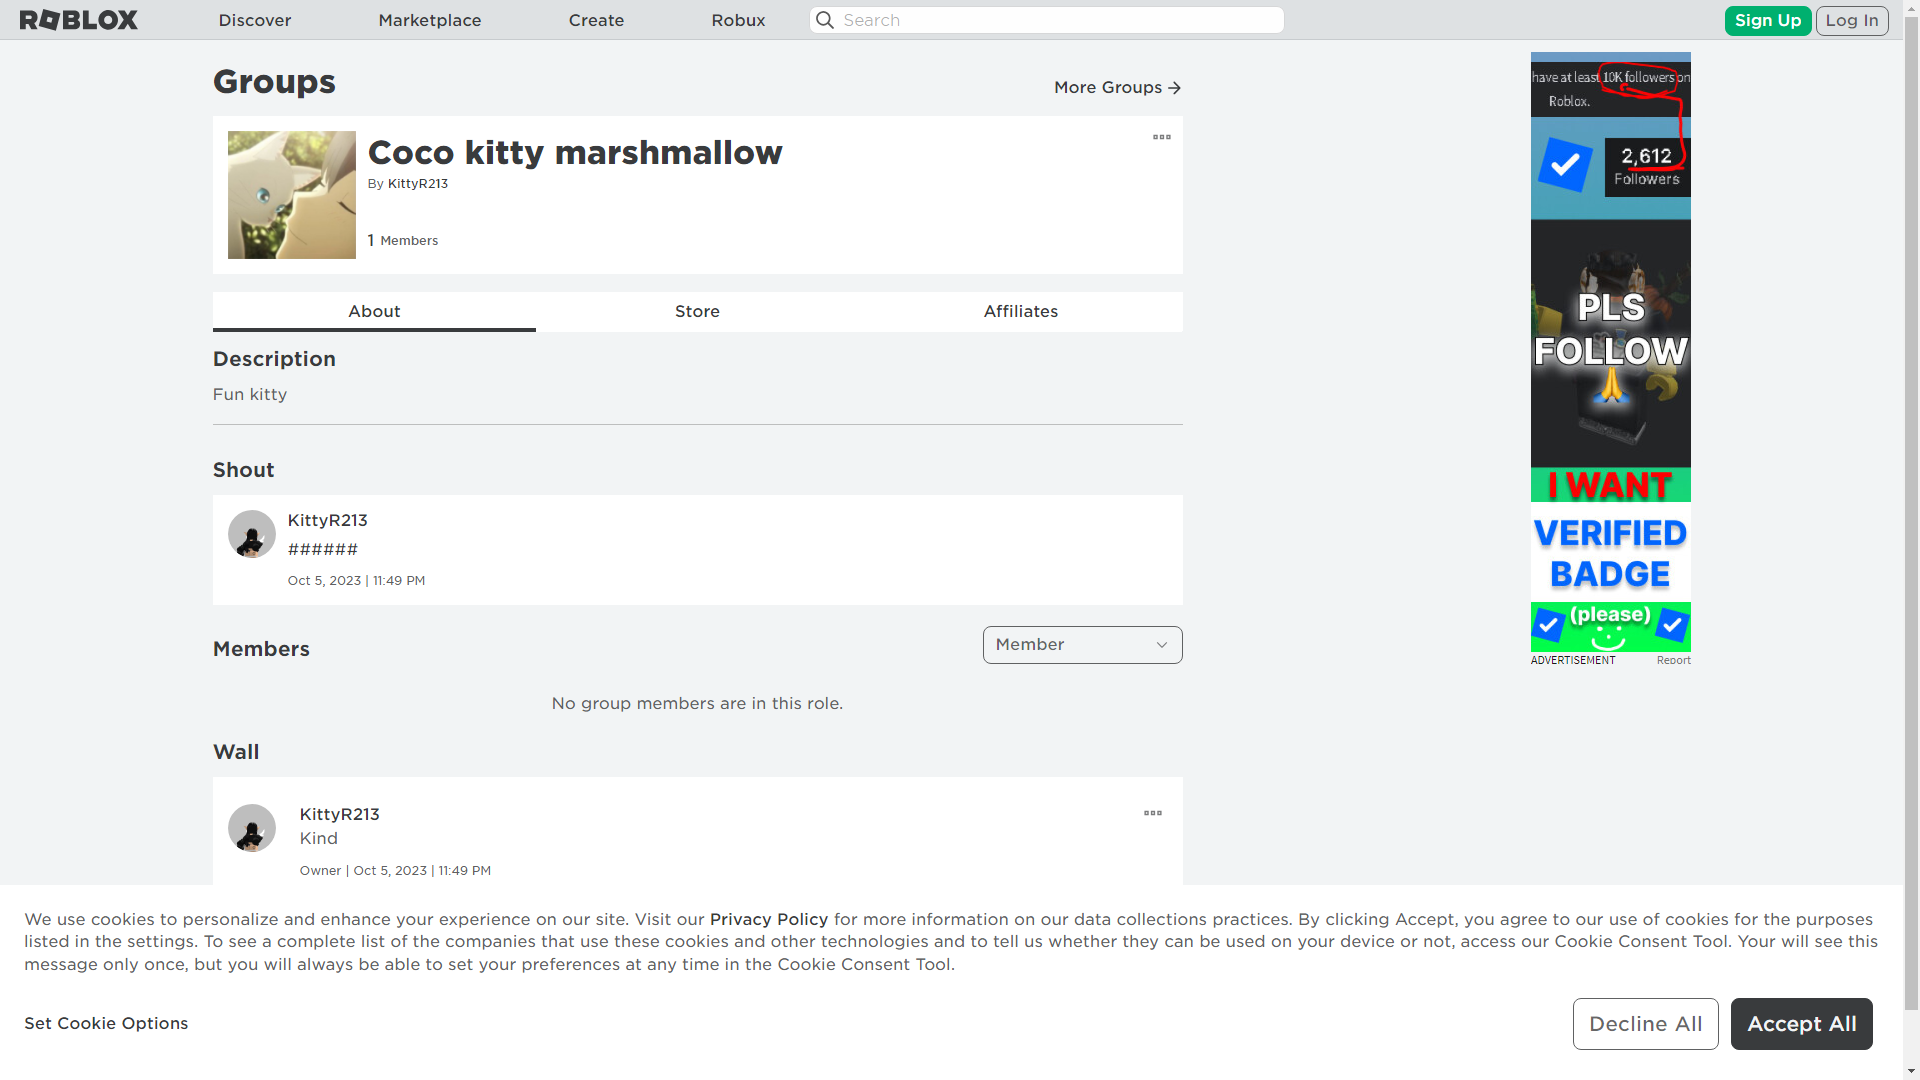 ROBLOX
Discover
Marketplace
Create
Robux
Search
Sign Up
Log In
Groups
More Groups
Coco kitty marshmallow
By KittyR213
1 Members
About
Store
Affiliates
Description
Fun kitty
Shout
KittyR213
######
Oct 5, 2023 | 11:49 PM
Members
Member
No group members are in this role.
Wall
KittyR213
Kind
Owner | Oct 5, 2023 | 11:49 PM
have at least 10K followers on
Roblox.
2,612
Followers
PLS
FOLLOW
I WANT
VERIFIED
BADGE
(please)
ADVERTISEMENT
Report
We use cookies to personalize and enhance your experience on our site. Visit our Privacy Policy for more information on our data collections practices. By clicking Accept, you agree to our use of cookies for the purposes
listed in the settings. To see a complete list of the companies that use these cookies and other technologies and to tell us whether they can be used on your device or not, access our Cookie Consent Tool. Your will see this
message only once, but you will always be able to set your preferences at any time in the Cookie Consent Tool.
Set Cookie Options
Decline All
Accept All